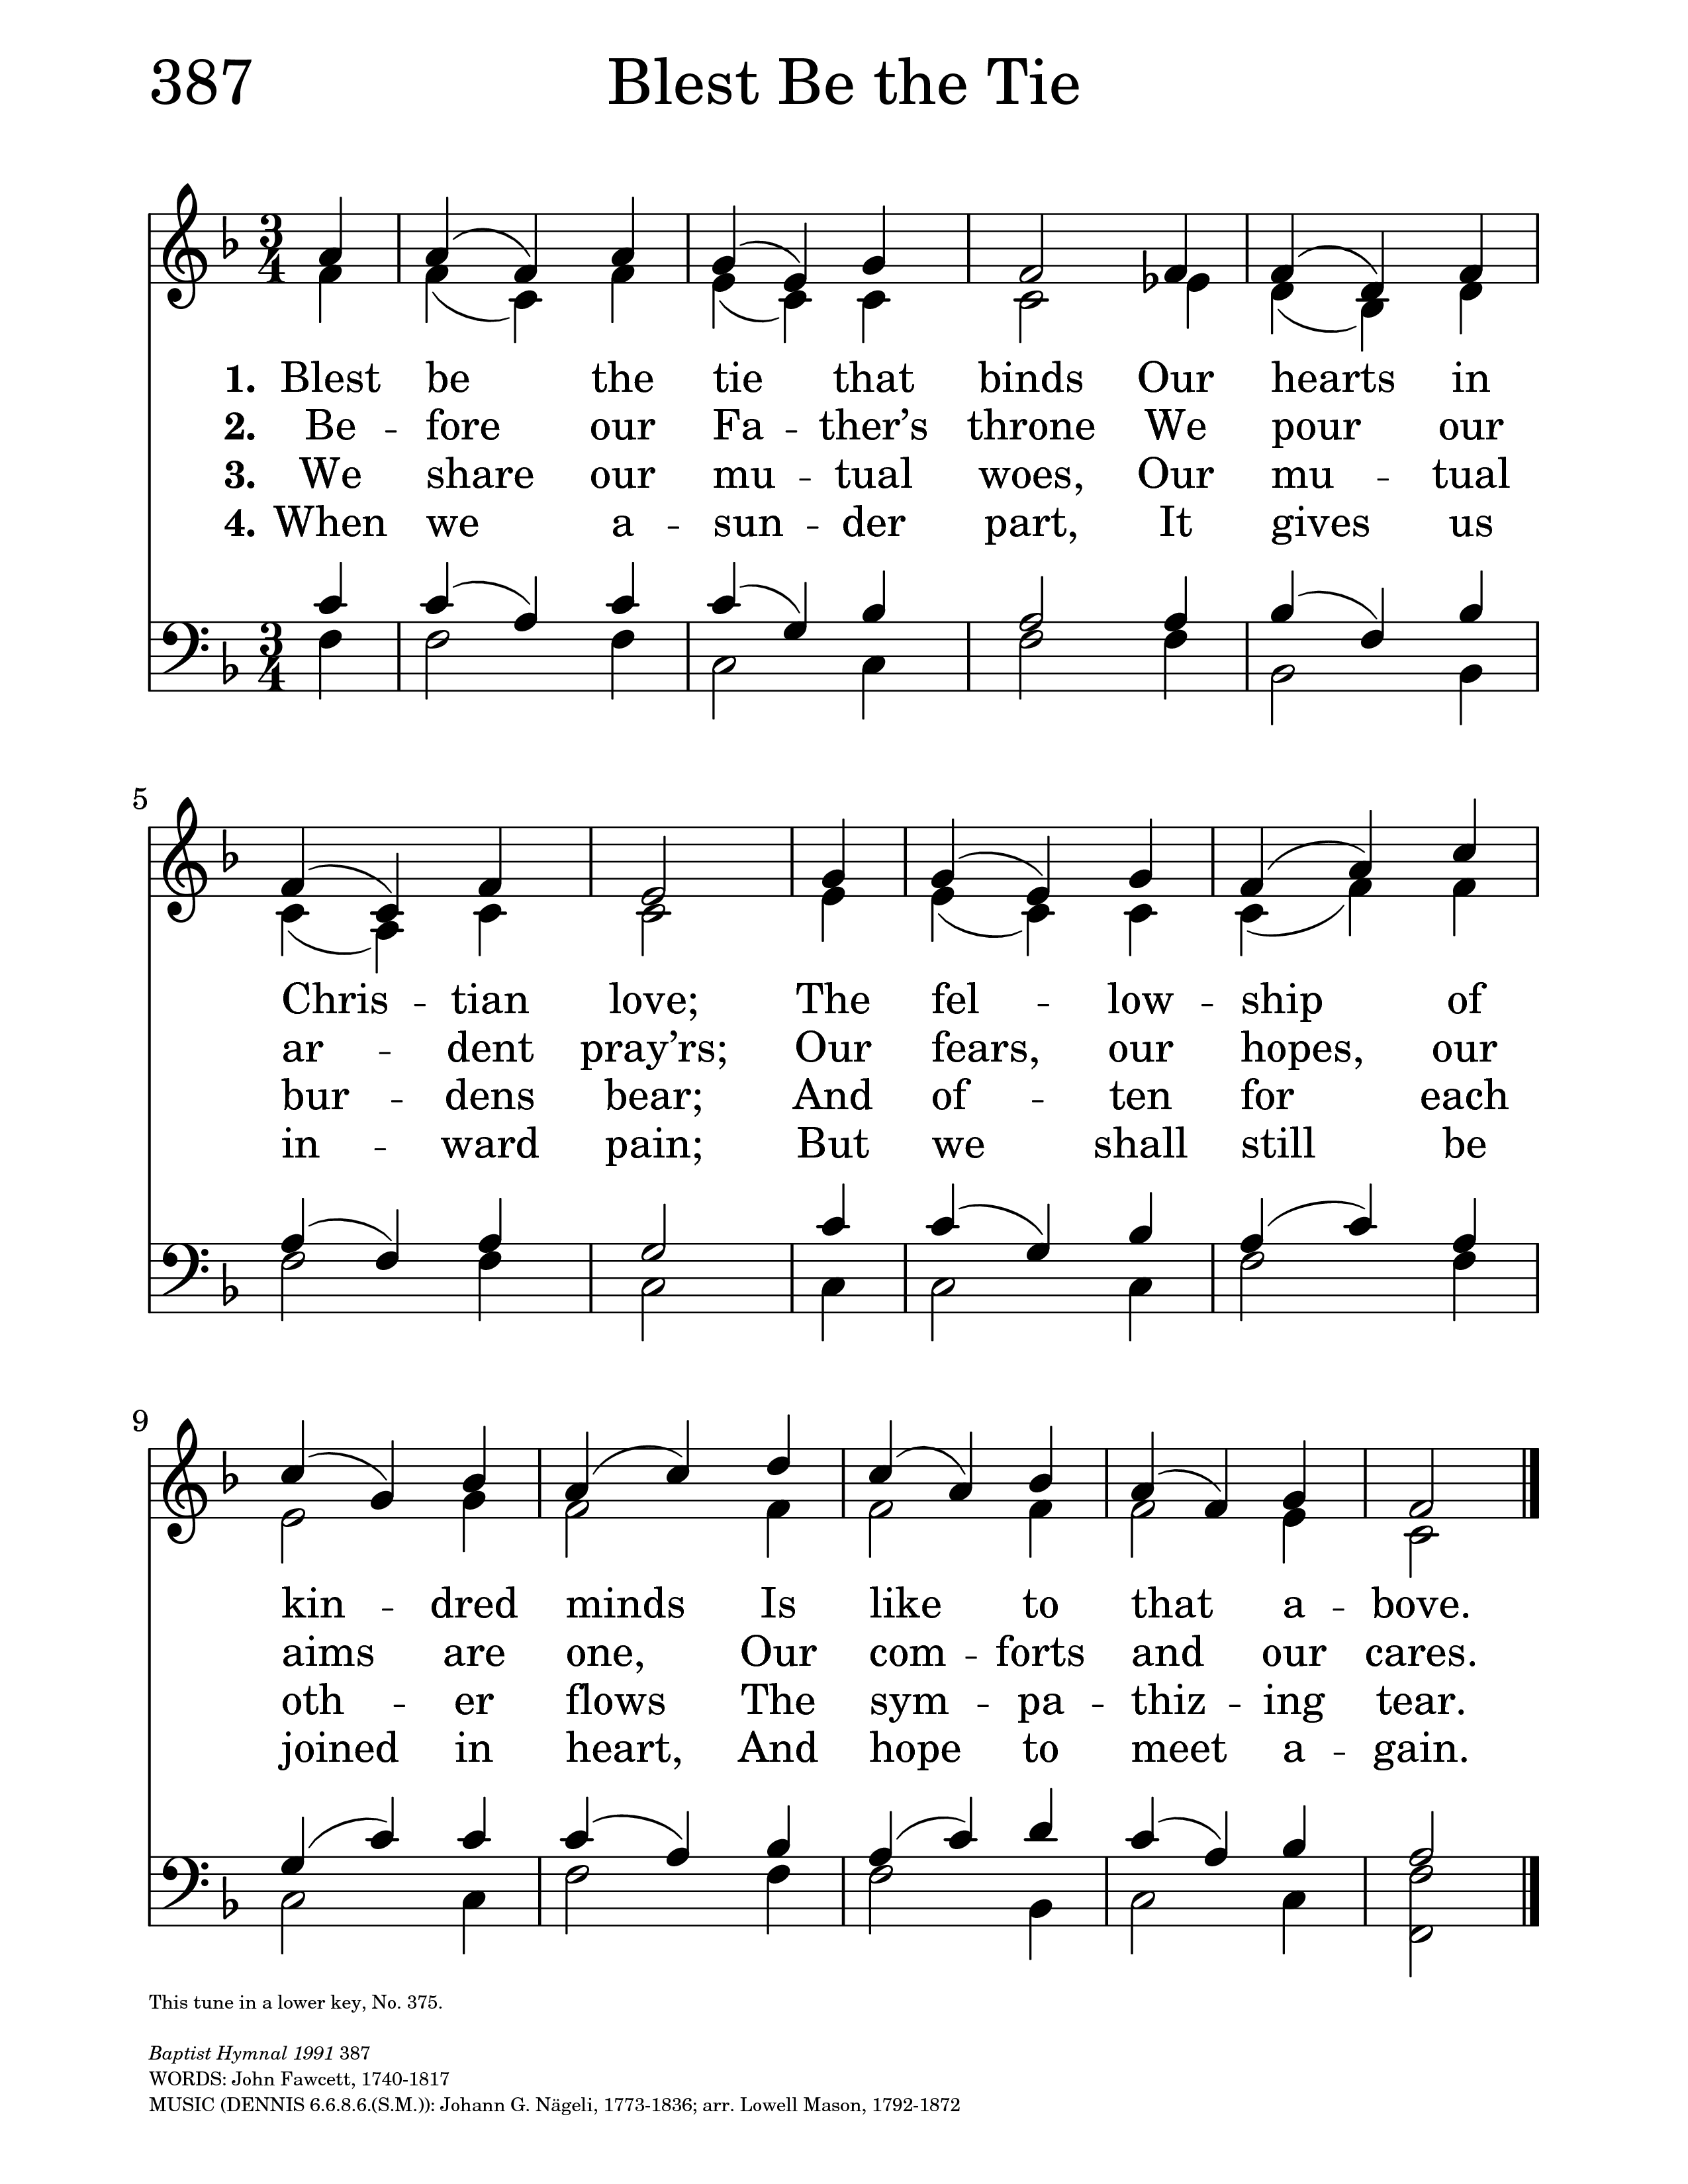 387 Blest Be the Tie
3
4
1. Blest be the tie that binds Our hearts in
2. Be - fore our Fa - ther’s throne We pour our
3. We share our mu - tual woes, Our mu - tual
4. When we a - sun - der part, It gives us
3
4
5
Chris - tian love; The fel - low - ship of
ar - dent pray’rs; Our fears, our hopes, our
bur - dens bear; And of - ten for each
in - ward pain; But we shall still be
9
kin - dred minds Is like to that a - bove.
aims are one, Our com - forts and our cares.
oth - er flows The sym - pa - thiz - ing tear.
joined in heart, And hope to meet a - gain.
This tune in a lower key, No. 375.
Baptist Hymnal 1991 387
WORDS: John Fawcett, 1740-1817
MUSIC (DENNIS 6.6.8.6.(S.M.)): Johann G. Nägeli, 1773-1836; arr. Lowell Mason, 1792-1872